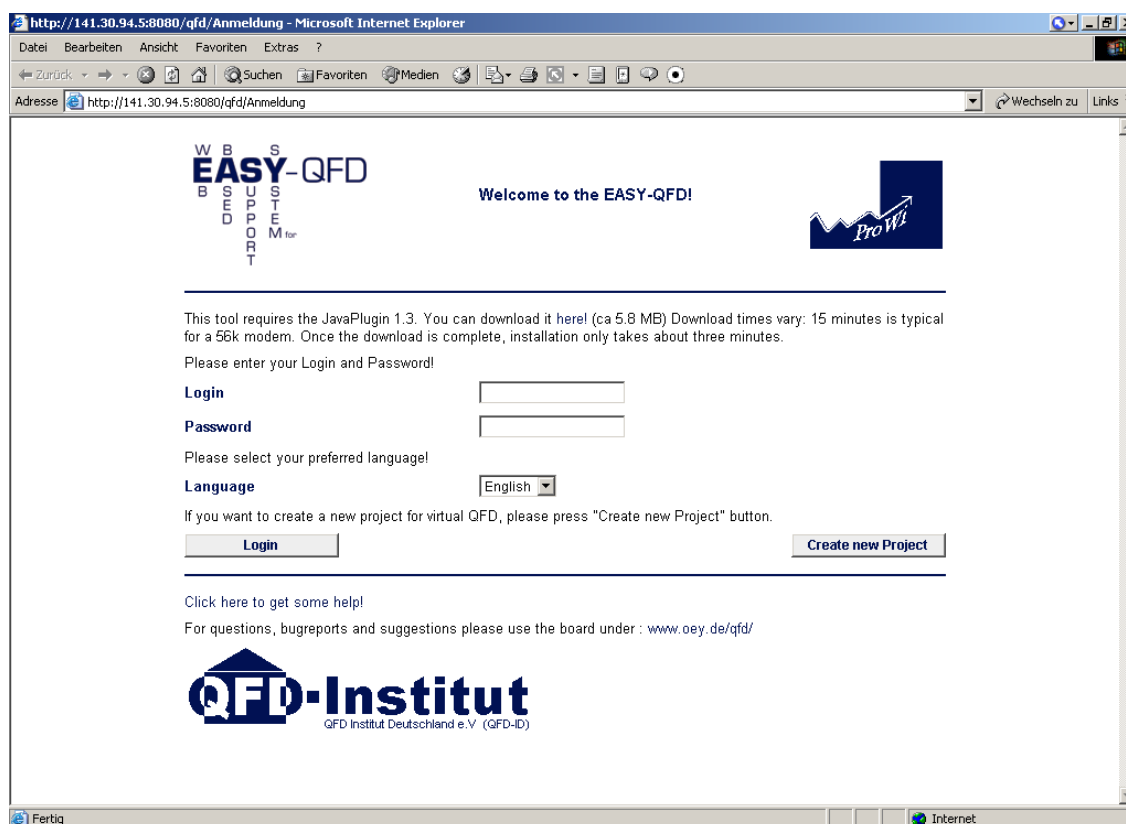 http://141.30.94.5:8080/qfd/Anmeldung - Microsoft Internet Explorer
Datei Bearbeiten Ansicht Favoriten Extras ?
Zurück Suchen Favoriten Medien
Adresse http://141.30.94.5:8080/qfd/Anmeldung Wechseln zu Links
WEB BASED SUPPORT SYSTEM for
EASY-QFD
Welcome to the EASY-QFD!
ProWi
This tool requires the JavaPlugin 1.3. You can download it here! (ca 5.8 MB) Download times vary: 15 minutes is typical
for a 56k modem. Once the download is complete, installation only takes about three minutes.
Please enter your Login and Password!
Login
Password
Please select your preferred language!
Language English
If you want to create a new project for virtual QFD, please press "Create new Project" button.
Login Create new Project
Click here to get some help!
For questions, bugreports and suggestions please use the board under : www.oey.de/qfd/
QFD-Institut
QFD Institut Deutschland e.V (QFD-ID)
Fertig Internet